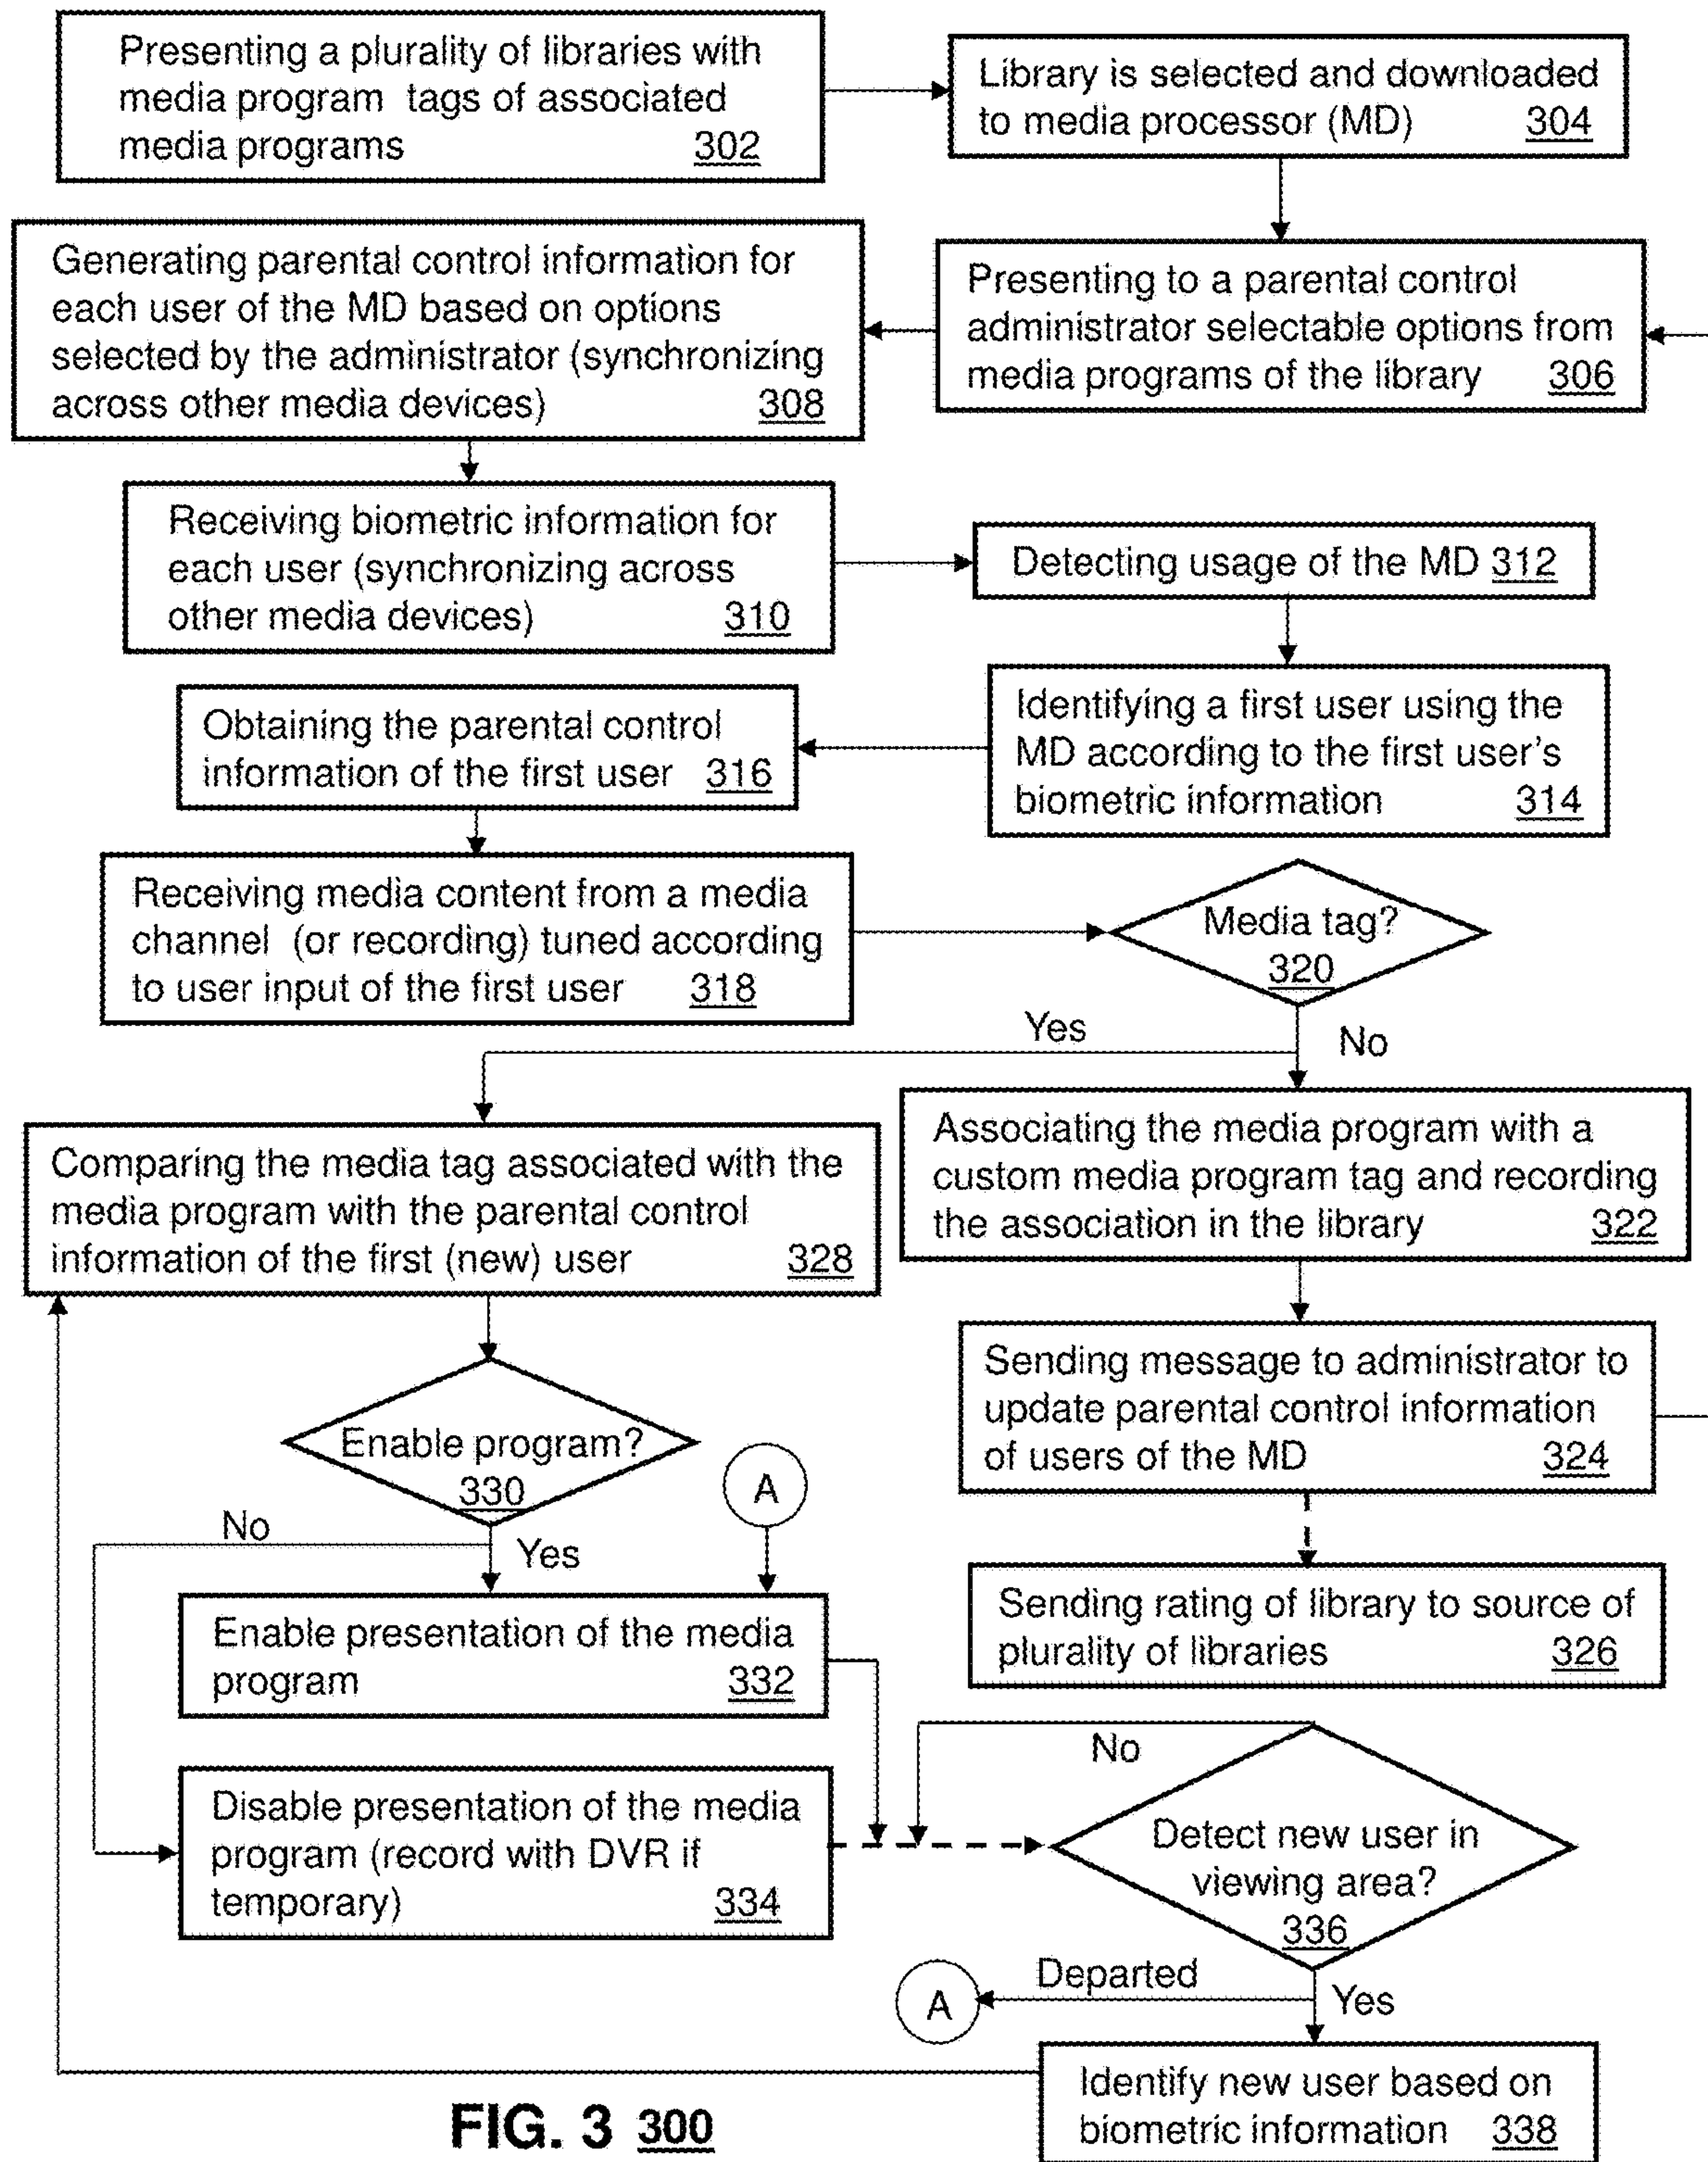 Presenting a plurality of libraries with
media program tags of associated
media programs 302
Library is selected and downloaded
to media processor (MD) 304
Generating parental control information for
each user of the MD based on options
selected by the administrator (synchronizing
across other media devices) 308
Presenting to a parental control
administrator selectable options from
media programs of the library 306
Receiving biometric information for
each user (synchronizing across
other media devices) 310
Detecting usage of the MD 312
Obtaining the parental control
information of the first user 316
Identifying a first user using the
MD according to the first user's
biometric information 314
Receiving media content from a media
channel (or recording) tuned according
to user input of the first user 318
Media tag?
320
Yes
No
Comparing the media tag associated with the
media program with the parental control
information of the first (new) user 328
Associating the media program with a
custom media program tag and recording
the association in the library 322
Sending message to administrator to
update parental control information
of users of the MD 324
Enable program?
330
A
No
Yes
Sending rating of library to source of
plurality of libraries 326
Enable presentation of the media
program 332
No
Disable presentation of the media
program (record with DVR if
temporary) 334
Detect new user in
viewing area?
336
Departed
A
Yes
Identify new user based on
biometric information 338
FIG. 3 300